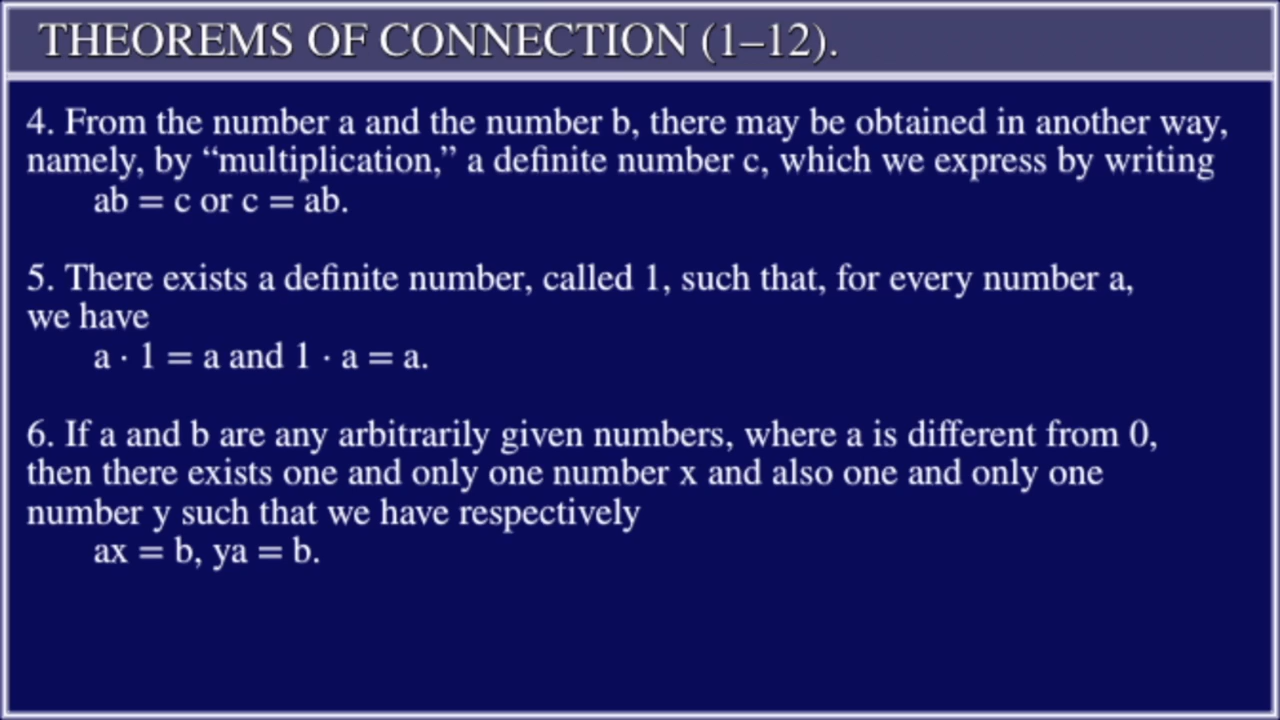 THEOREMS OF CONNECTION (1–12).
4. From the number a and the number b, there may be obtained in another way,
namely, by “multiplication,” a definite number c, which we express by writing
ab = c or c = ab.
5. There exists a definite number, called 1, such that, for every number a,
we have
a · 1 = a and 1 · a = a.
6. If a and b are any arbitrarily given numbers, where a is different from 0,
then there exists one and only one number x and also one and only one
number y such that we have respectively
ax = b, ya = b.